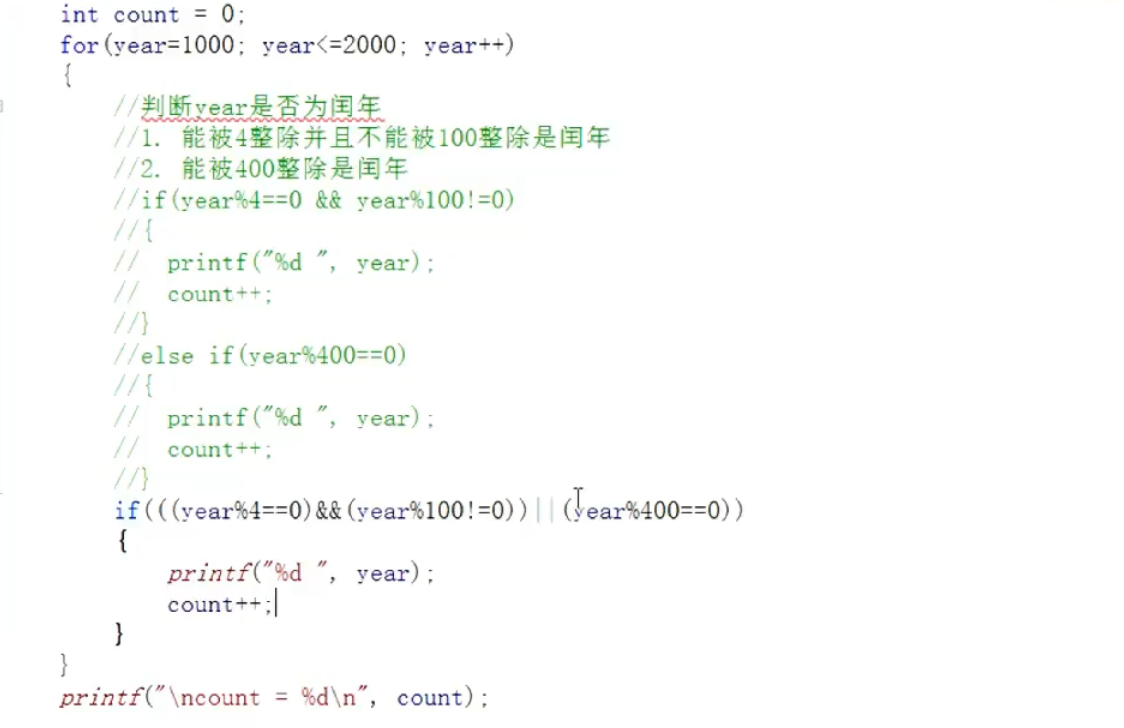 int count = 0;
for(year=1000; year<=2000; year++)
{
//判断year是否为闰年
//1. 能被4整除并且不能被100整除是闰年
//2. 能被400整除是闰年
//if(year%4==0 && year%100!=0)
//{
//  printf("%d ", year);
//  count++;
//}
//else if(year%400==0)
//{
//  printf("%d ", year);
//  count++;
//}
if(((year%4==0)&&(year%100!=0))||(year%400==0))
{
printf("%d ", year);
count++;
}
}
printf("\ncount = %d\n", count);